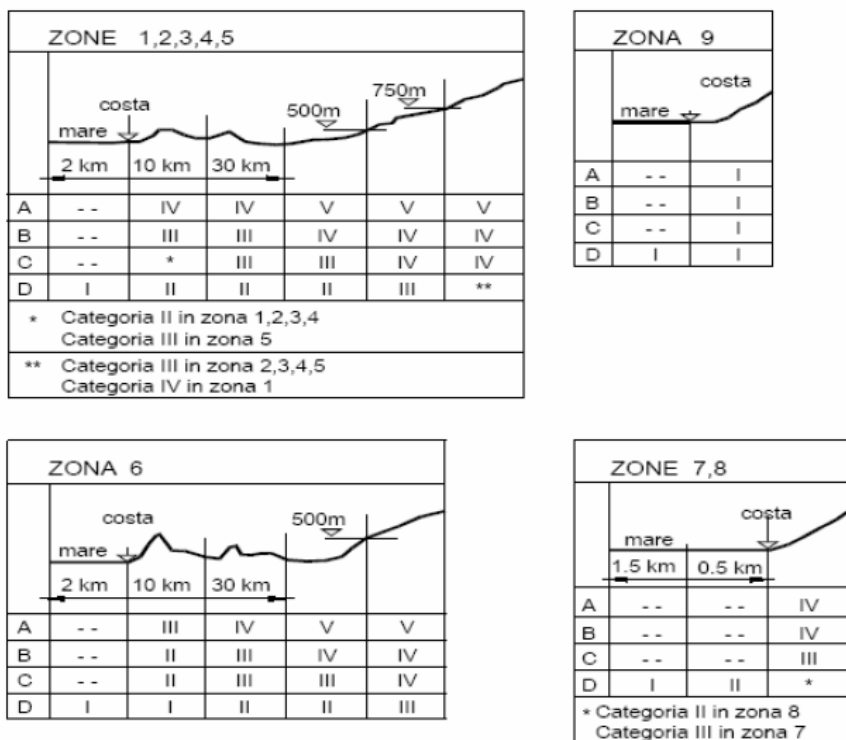 ZONE 1,2,3,4,5
costa
500m
750m
mare
2 km 10 km 30 km
A -- IV IV V V V
B -- III III IV IV IV
C -- * III III IV IV
D I II II II III **
* Categoria II in zona 1,2,3,4
Categoria III in zona 5
** Categoria III in zona 2,3,4,5
Categoria IV in zona 1
ZONA 9
costa
mare
A -- I
B -- I
C -- I
D I I
ZONA 6
costa
500m
mare
2 km 10 km 30 km
A -- III IV V V
B -- II III IV IV
C -- II III III IV
D I I II II III
ZONE 7,8
costa
mare
1.5 km 0.5 km
A -- -- IV
B -- -- IV
C -- -- III
D I II *
* Categoria II in zona 8
Categoria III in zona 7